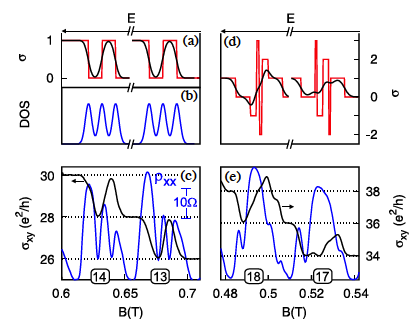 E
E
(a)
(d)
1
σ
0
2
0
σ
-2
(b)
DOS
(c)
(e)
ρxx
10Ω
30
28
26
σxy (e²/h)
38
36
34
σxy (e²/h)
14
13
18
17
0.6
0.65
0.7
0.48
0.5
0.52
0.54
B(T)
B(T)